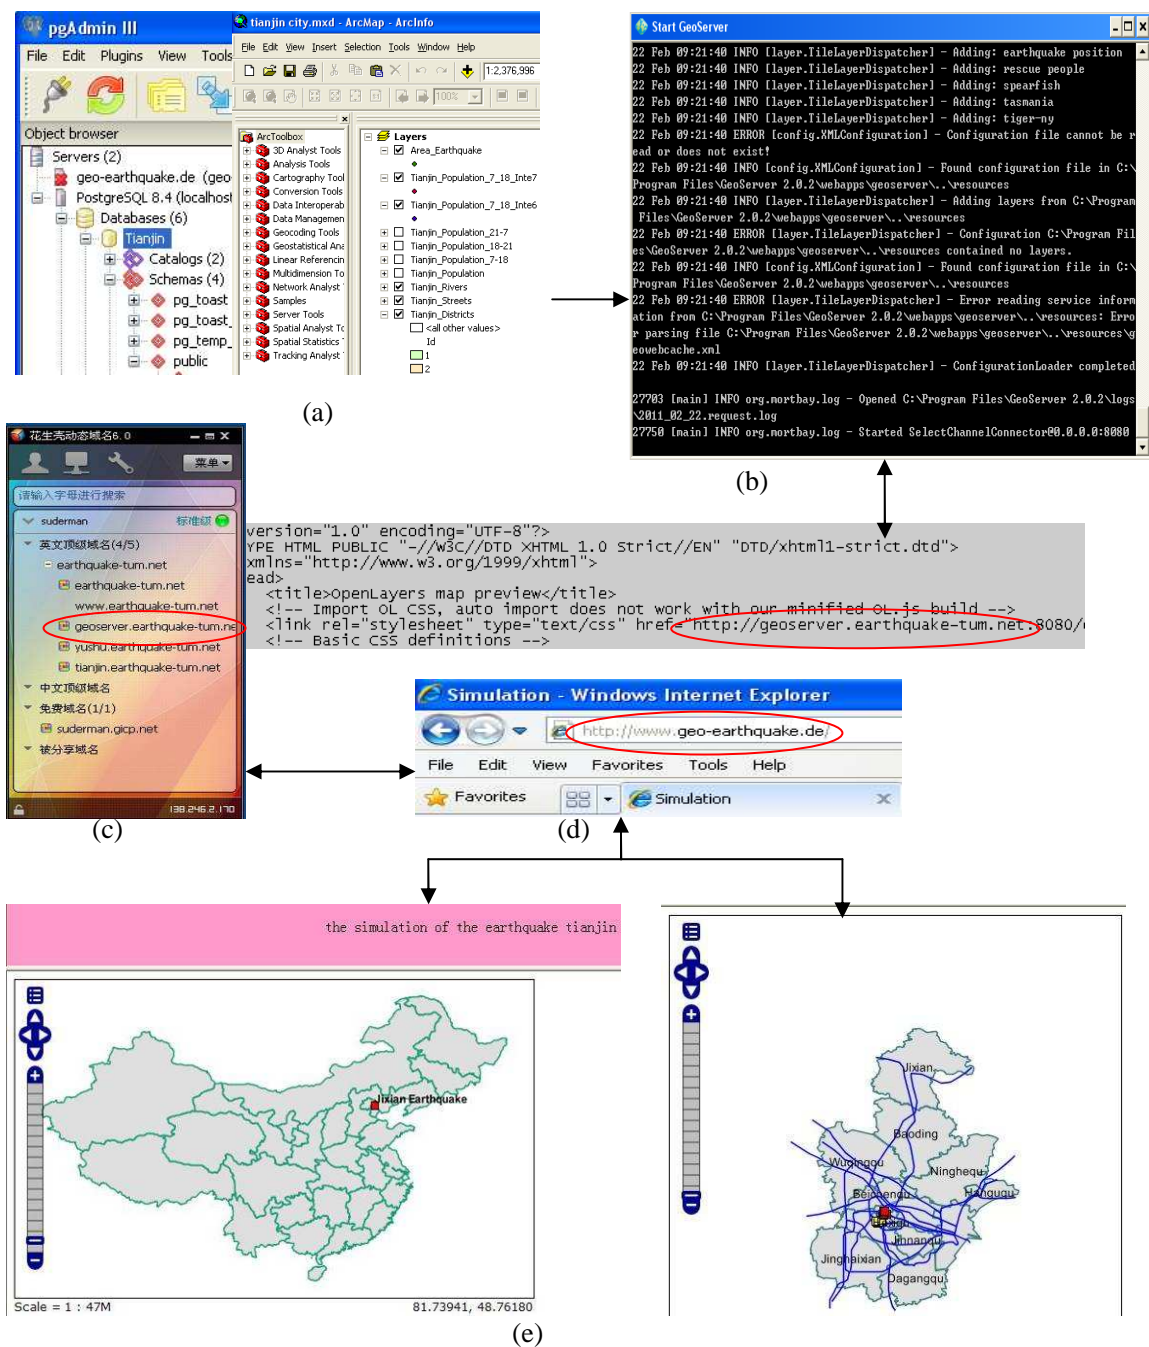 pgAdmin III
File Edit Plugins View Tools
Object browser
Servers (2)
geo-earthquake.de (geo
PostgreSQL 8.4 (localhost
Databases (6)
Tianjin
Catalogs (2)
Schemas (4)
pg_toast
pg_toast_
pg_temp_
public
tianjin city.mxd - ArcMap - ArcInfo
File Edit View Insert Selection Tools Window Help
1:2,376,996
100%
ArcToolbox
3D Analyst Tools
Analysis Tools
Cartography Tool
Conversion Tools
Data Interoperab
Data Managemen
Geocoding Tools
Geostatistical Ana
Linear Referencin
Multidimension To
Network Analyst
Samples
Server Tools
Spatial Analyst To
Spatial Statistics
Tracking Analyst
Layers
Area_Earthquake
Tianjin_Population_7_18_Inte7
Tianjin_Population_7_18_Inte6
Tianjin_Population_21-7
Tianjin_Population_18-21
Tianjin_Population_7-18
Tianjin_Population
Tianjin_Rivers
Tianjin_Streets
Tianjin_Districts
<all other values>
Id
1
2
(a)
Start GeoServer
22 Feb 09:21:40 INFO [layer.TileLayerDispatcher] - Adding: earthquake position
22 Feb 09:21:40 INFO [layer.TileLayerDispatcher] - Adding: rescue people
22 Feb 09:21:40 INFO [layer.TileLayerDispatcher] - Adding: spearfish
22 Feb 09:21:40 INFO [layer.TileLayerDispatcher] - Adding: tasmania
22 Feb 09:21:40 INFO [layer.TileLayerDispatcher] - Adding: tiger-ny
22 Feb 09:21:40 ERROR [config.XMLConfiguration] - Configuration file cannot be r
ead or does not exist!
22 Feb 09:21:40 INFO [config.XMLConfiguration] - Found configuration file in C:\
Program Files\GeoServer 2.0.2\webapps\geoserver\..\resources
22 Feb 09:21:40 INFO [config.XMLConfiguration] - Adding layers from C:\Program
Files\GeoServer 2.0.2\webapps\geoserver\..\resources
22 Feb 09:21:40 ERROR [config.XMLConfiguration] - Configuration C:\Program Fil
es\GeoServer 2.0.2\webapps\geoserver\..\resources contained no layers.
22 Feb 09:21:40 INFO [config.XMLConfiguration] - Found configuration file in C:\
Program Files\GeoServer 2.0.2\webapps\geoserver\..\resources
22 Feb 09:21:40 ERROR [layer.TileLayerDispatcher] - Error reading service inform
ation from C:\Program Files\GeoServer 2.0.2\webapps\geoserver\..\resources: Erro
r parsing file C:\Program Files\GeoServer 2.0.2\webapps\geoserver\..\resources\g
eowebcache.xml
22 Feb 09:21:40 INFO [layer.TileLayerDispatcher] - ConfigurationLoader completed
27703 [main] INFO org.mortbay.log - Opened C:\Program Files\GeoServer 2.0.2\logs
\2011_02_22.request.log
27750 [main] INFO org.mortbay.log - Started SelectChannelConnector@0.0.0.0:8080
(b)
花生壳动态域名6.0
菜单
请输入字母进行搜索
suderman 标准级
英文顶级域名(4/5)
earthquake-tum.net
earthquake-tum.net
www.earthquake-tum.net
geoserver.earthquake-tum.ne
yushu.earthquake-tum.net
tianjin.earthquake-tum.net
中文顶级域名
免费域名(1/1)
suderman.gicp.net
被分享域名
138.246.2.170
(c)
version="1.0" encoding="UTF-8"?>
YPE HTML PUBLIC "-//W3C//DTD XHTML 1.0 Strict//EN" "DTD/xhtml1-strict.dtd">
xmlns="http://www.w3.org/1999/xhtml">
ead>
<title>OpenLayers map preview</title>
<!-- Import OL CSS, auto import does not work with our minified OL.js build -->
<link rel="stylesheet" type="text/css" href="http://geoserver.earthquake-tum.net:8080/
<!-- Basic CSS definitions -->
Simulation - Windows Internet Explorer
http://www.geo-earthquake.de/
File Edit View Favorites Tools Help
Favorites
Simulation
(d)
the simulation of the earthquake tianjin
Jixian Earthquake
Scale = 1 : 47M
81.73941, 48.76180
Jixian
Baoding
Wuqingqu
Ninghequ
Beichenqu
Hanguqu
Jinnanqu
Jinghaixian
Dagangqu
(e)